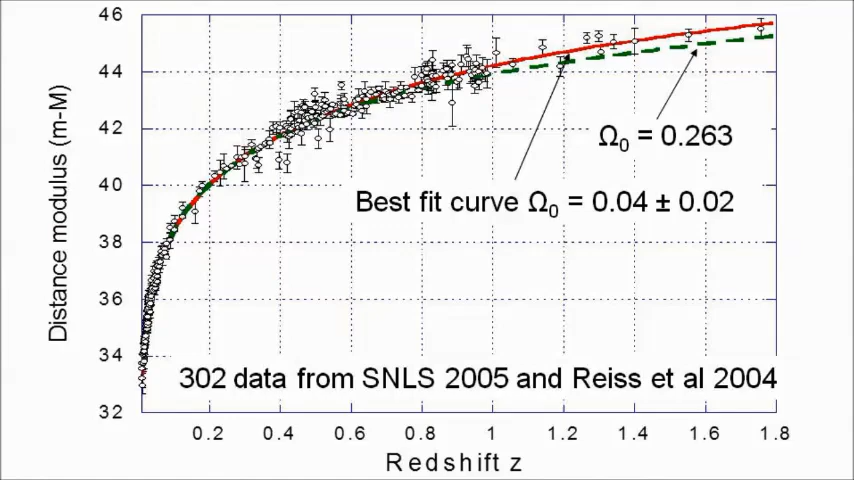 46
44
42
40
38
36
34
32
Distance modulus (m-M)
Ω₀ = 0.263
Best fit curve Ω₀ = 0.04 ± 0.02
302 data from SNLS 2005 and Reiss et al 2004
0.2 0.4 0.6 0.8 1 1.2 1.4 1.6 1.8
Redshift z